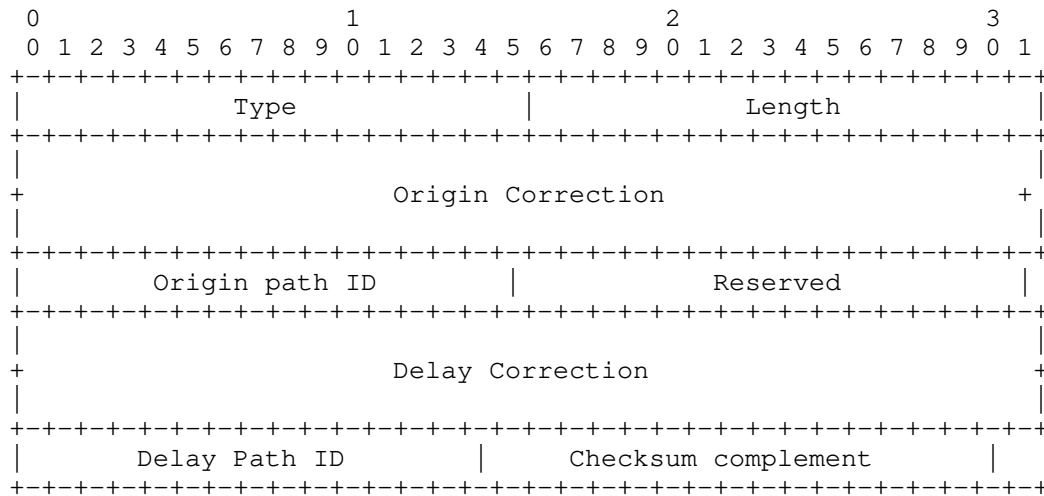 0                   1                   2                   3
 0 1 2 3 4 5 6 7 8 9 0 1 2 3 4 5 6 7 8 9 0 1 2 3 4 5 6 7 8 9 0 1
+-+-+-+-+-+-+-+-+-+-+-+-+-+-+-+-+-+-+-+-+-+-+-+-+-+-+-+-+-+-+-+-+
|             Type              |             Length            |
+-+-+-+-+-+-+-+-+-+-+-+-+-+-+-+-+-+-+-+-+-+-+-+-+-+-+-+-+-+-+-+-+
|                                                               |
+                       Origin Correction                      +
|                                                               |
+-+-+-+-+-+-+-+-+-+-+-+-+-+-+-+-+-+-+-+-+-+-+-+-+-+-+-+-+-+-+-+-+
|        Origin path ID        |            Reserved           |
+-+-+-+-+-+-+-+-+-+-+-+-+-+-+-+-+-+-+-+-+-+-+-+-+-+-+-+-+-+-+-+-+
|                                                               |
+                       Delay Correction                        +
|                                                               |
+-+-+-+-+-+-+-+-+-+-+-+-+-+-+-+-+-+-+-+-+-+-+-+-+-+-+-+-+-+-+-+-+
|       Delay Path ID        |     Checksum complement       |
+-+-+-+-+-+-+-+-+-+-+-+-+-+-+-+-+-+-+-+-+-+-+-+-+-+-+-+-+-+-+-+-+